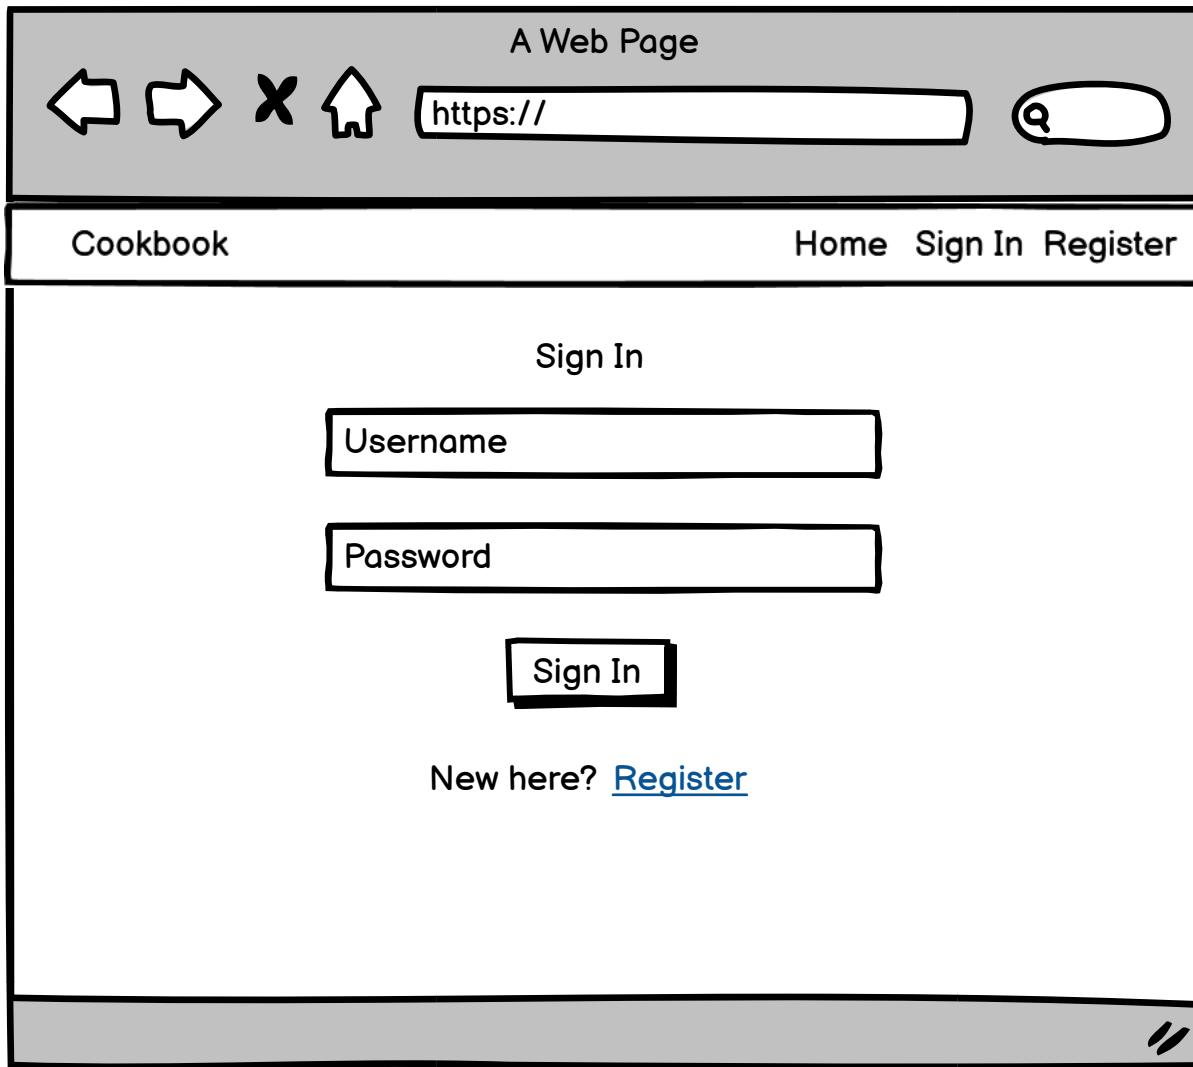 A Web Page
https://
Cookbook Home Sign In Register
Sign In
Username
Password
Sign In
New here? Register